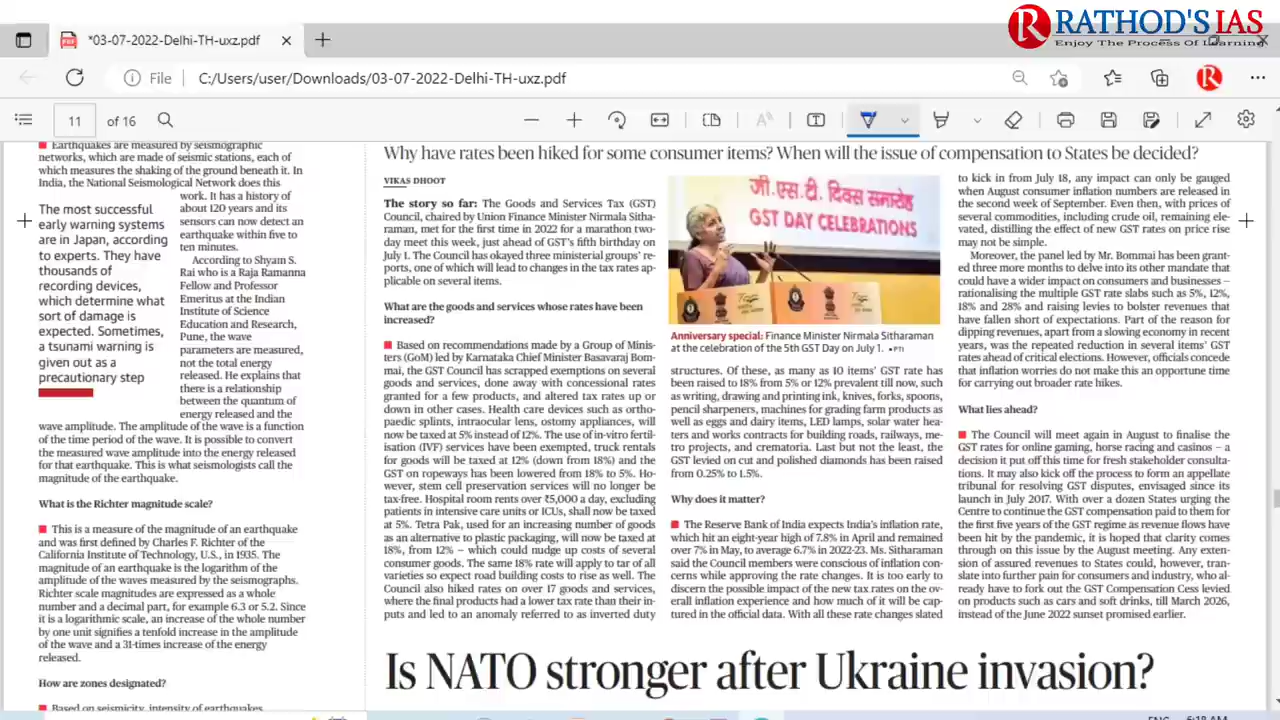 RATHOD'S IAS
Enjoy The Process Of Learning
*03-07-2022-Delhi-TH-uxz.pdf
File
C:/Users/user/Downloads/03-07-2022-Delhi-TH-uxz.pdf
11 of 16
Earthquakes are measured by seismographic
networks, which are made of seismic stations, each of
which measures the shaking of the ground beneath it. In
India, the National Seismological Network does this
work. It has a history of
about 120 years and its
sensors can now detect an
earthquake within five to
ten minutes.
According to Shyam S.
Rai who is a Raja Ramanna
Fellow and Professor
Emeritus at the Indian
Institute of Science
Education and Research,
Pune, the wave
parameters are measured,
not the total energy
released. He explains that
there is a relationship
between the quantum of
energy released and the
wave amplitude. The amplitude of the wave is a function
of the time period of the wave. It is possible to convert
the measured wave amplitude into the energy released
for that earthquake. This is what seismologists call the
magnitude of the earthquake.
The most successful
early warning systems
are in Japan, according
to experts. They have
thousands of
recording devices,
which determine what
sort of damage is
expected. Sometimes,
a tsunami warning is
given out as a
precautionary step
What is the Richter magnitude scale?
This is a measure of the magnitude of an earthquake
and was first defined by Charles F. Richter of the
California Institute of Technology, U.S., in 1935. The
magnitude of an earthquake is the logarithm of the
amplitude of the waves measured by the seismographs.
Richter scale magnitudes are expressed as a whole
number and a decimal part, for example 6.3 or 5.2. Since
it is a logarithmic scale, an increase of the whole number
by one unit signifies a tenfold increase in the amplitude
of the wave and a 31-times increase of the energy
released.
How are zones designated?
Based on seismicity, intensity of earthquakes
Why have rates been hiked for some consumer items? When will the issue of compensation to States be decided?
VIKAS DHOOT
The story so far: The Goods and Services Tax (GST)
Council, chaired by Union Finance Minister Nirmala Sitha-
raman, met for the first time in 2022 for a marathon two-
day meet this week, just ahead of GST's fifth birthday on
July 1. The Council has okayed three ministerial groups' re-
ports, one of which will lead to changes in the tax rates ap-
plicable on several items.
What are the goods and services whose rates have been
increased?
Based on recommendations made by a Group of Minis-
ters (GoM) led by Karnataka Chief Minister Basavaraj Bom-
mai, the GST Council has scrapped exemptions on several
goods and services, done away with concessional rates
granted for a few products, and altered tax rates up or
down in other cases. Health care devices such as ortho-
paedic splints, intraocular lens, ostomy appliances, will
now be taxed at 5% instead of 12%. The use of in-vitro fertil-
isation (IVF) services have been exempted, truck rentals
for goods will be taxed at 12% (down from 18%) and the
GST on ropeways has been lowered from 18% to 5%. Ho-
wever, stem cell preservation services will no longer be
tax-free. Hospital room rents over ₹5,000 a day, excluding
patients in intensive care units or ICUs, shall now be taxed
at 5%. Tetra Pak, used for an increasing number of goods
as an alternative to plastic packaging, will now be taxed at
18%, from 12% – which could nudge up costs of several
consumer goods. The same 18% rate will apply to tar of all
varieties so expect road building costs to rise as well. The
Council also hiked rates on over 17 goods and services,
where the final products had a lower tax rate than their in-
puts and led to an anomaly referred to as inverted duty
जी.एस.टी. दिवस समारोह
GST DAY CELEBRATIONS
Anniversary special: Finance Minister Nirmala Sitharaman
at the celebration of the 5th GST Day on July 1. • PTI
structures. Of these, as many as 10 items' GST rate has
been raised to 18% from 5% or 12% prevalent till now, such
as writing, drawing and printing ink, knives, forks, spoons,
pencil sharpeners, machines for grading farm products as
well as eggs and dairy items, LED lamps, solar water hea-
ters and works contracts for building roads, railways, me-
tro projects, and crematoria. Last but not the least, the
GST levied on cut and polished diamonds has been raised
from 0.25% to 1.5%.
Why does it matter?
The Reserve Bank of India expects India's inflation rate,
which hit an eight-year high of 7.8% in April and remained
over 7% in May, to average 6.7% in 2022-23. Ms. Sitharaman
said the Council members were conscious of inflation con-
cerns while approving the rate changes. It is too early to
discern the possible impact of the new tax rates on the ov-
erall inflation experience and how much of it will be cap-
tured in the official data. With all these rate changes slated
to kick in from July 18, any impact can only be gauged
when August consumer inflation numbers are released in
the second week of September. Even then, with prices of
several commodities, including crude oil, remaining ele-
vated, distilling the effect of new GST rates on price rise
may not be simple.
Moreover, the panel led by Mr. Bommai has been grant-
ed three more months to delve into its other mandate that
could have a wider impact on consumers and businesses –
rationalising the multiple GST rate slabs such as 5%, 12%,
18% and 28% and raising levies to bolster revenues that
have fallen short of expectations. Part of the reason for
dipping revenues, apart from a slowing economy in recent
years, was the repeated reduction in several items' GST
rates ahead of critical elections. However, officials concede
that inflation worries do not make this an opportune time
for carrying out broader rate hikes.
What lies ahead?
The Council will meet again in August to finalise the
GST rates for online gaming, horse racing and casinos – a
decision it put off this time for fresh stakeholder consulta-
tions. It may also kick off the process to form an appellate
tribunal for resolving GST disputes, envisaged since its
launch in July 2017. With over a dozen States urging the
Centre to continue the GST compensation paid to them for
the first five years of the GST regime as revenue flows have
been hit by the pandemic, it is hoped that clarity comes
through on this issue by the August meeting. Any exten-
sion of assured revenues to States could, however, tran-
slate into further pain for consumers and industry, who al-
ready have to fork out the GST Compensation Cess levied
on products such as cars and soft drinks, till March 2026,
instead of the June 2022 sunset promised earlier.
Is NATO stronger after Ukraine invasion?
ENG
6:18 AM